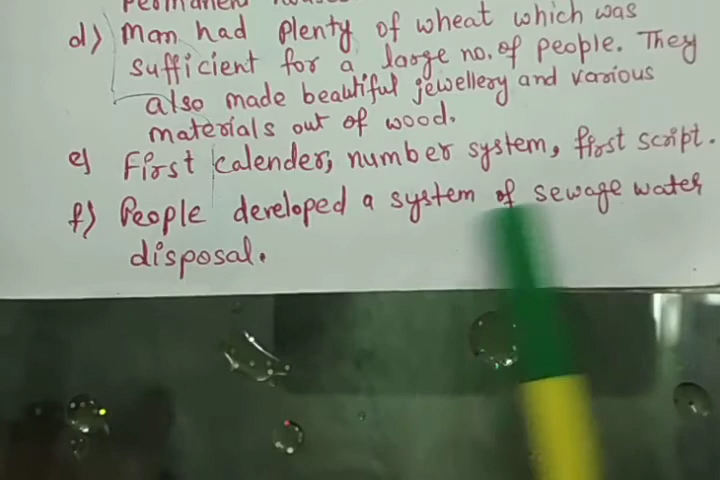 d) Man had plenty of wheat which was
sufficient for a large no. of people. They
also made beautiful jewellery and various
materials out of wood.
e) First calender, number system, first script.
f) People developed a system of sewage water
disposal.